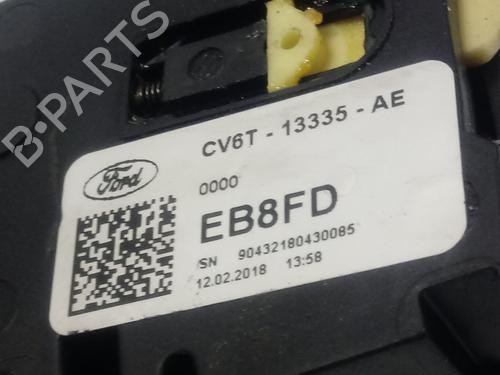 B-PARTS
CV6T - 13335 - AE
Ford
0000
EB8FD
SN 90432180430085
12.02.2018 13:58